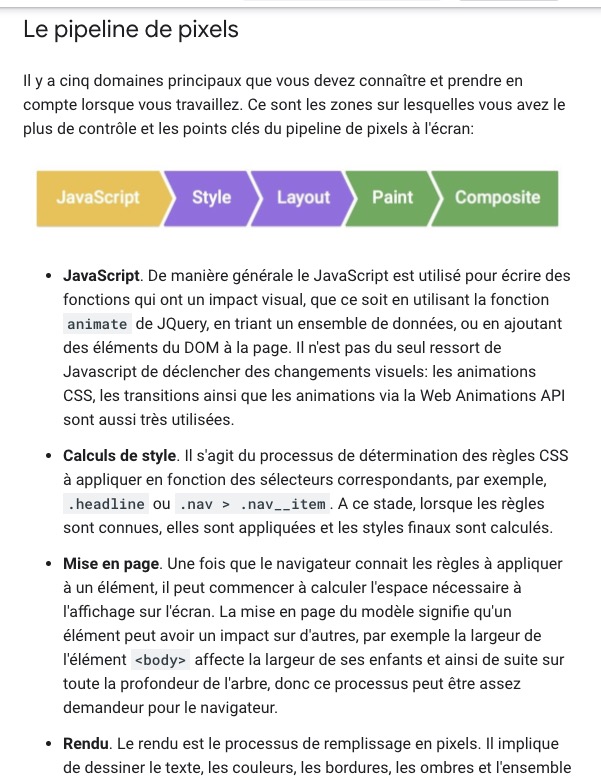 Le pipeline de pixels
Il y a cinq domaines principaux que vous devez connaître et prendre en
compte lorsque vous travaillez. Ce sont les zones sur lesquelles vous avez le
plus de contrôle et les points clés du pipeline de pixels à l'écran:
JavaScript Style Layout Paint Composite
• JavaScript. De manière générale le JavaScript est utilisé pour écrire des
fonctions qui ont un impact visual, que ce soit en utilisant la fonction
animate de JQuery, en triant un ensemble de données, ou en ajoutant
des éléments du DOM à la page. Il n'est pas du seul ressort de
Javascript de déclencher des changements visuels: les animations
CSS, les transitions ainsi que les animations via la Web Animations API
sont aussi très utilisées.
• Calculs de style. Il s'agit du processus de détermination des règles CSS
à appliquer en fonction des sélecteurs correspondants, par exemple,
.headline ou .nav > .nav__item. A ce stade, lorsque les règles
sont connues, elles sont appliquées et les styles finaux sont calculés.
• Mise en page. Une fois que le navigateur connait les règles à appliquer
à un élément, il peut commencer à calculer l'espace nécessaire à
l'affichage sur l'écran. La mise en page du modèle signifie qu'un
élément peut avoir un impact sur d'autres, par exemple la largeur de
l'élément <body> affecte la largeur de ses enfants et ainsi de suite sur
toute la profondeur de l'arbre, donc ce processus peut être assez
demandeur pour le navigateur.
• Rendu. Le rendu est le processus de remplissage en pixels. Il implique
de dessiner le texte, les couleurs, les bordures, les ombres et l'ensemble